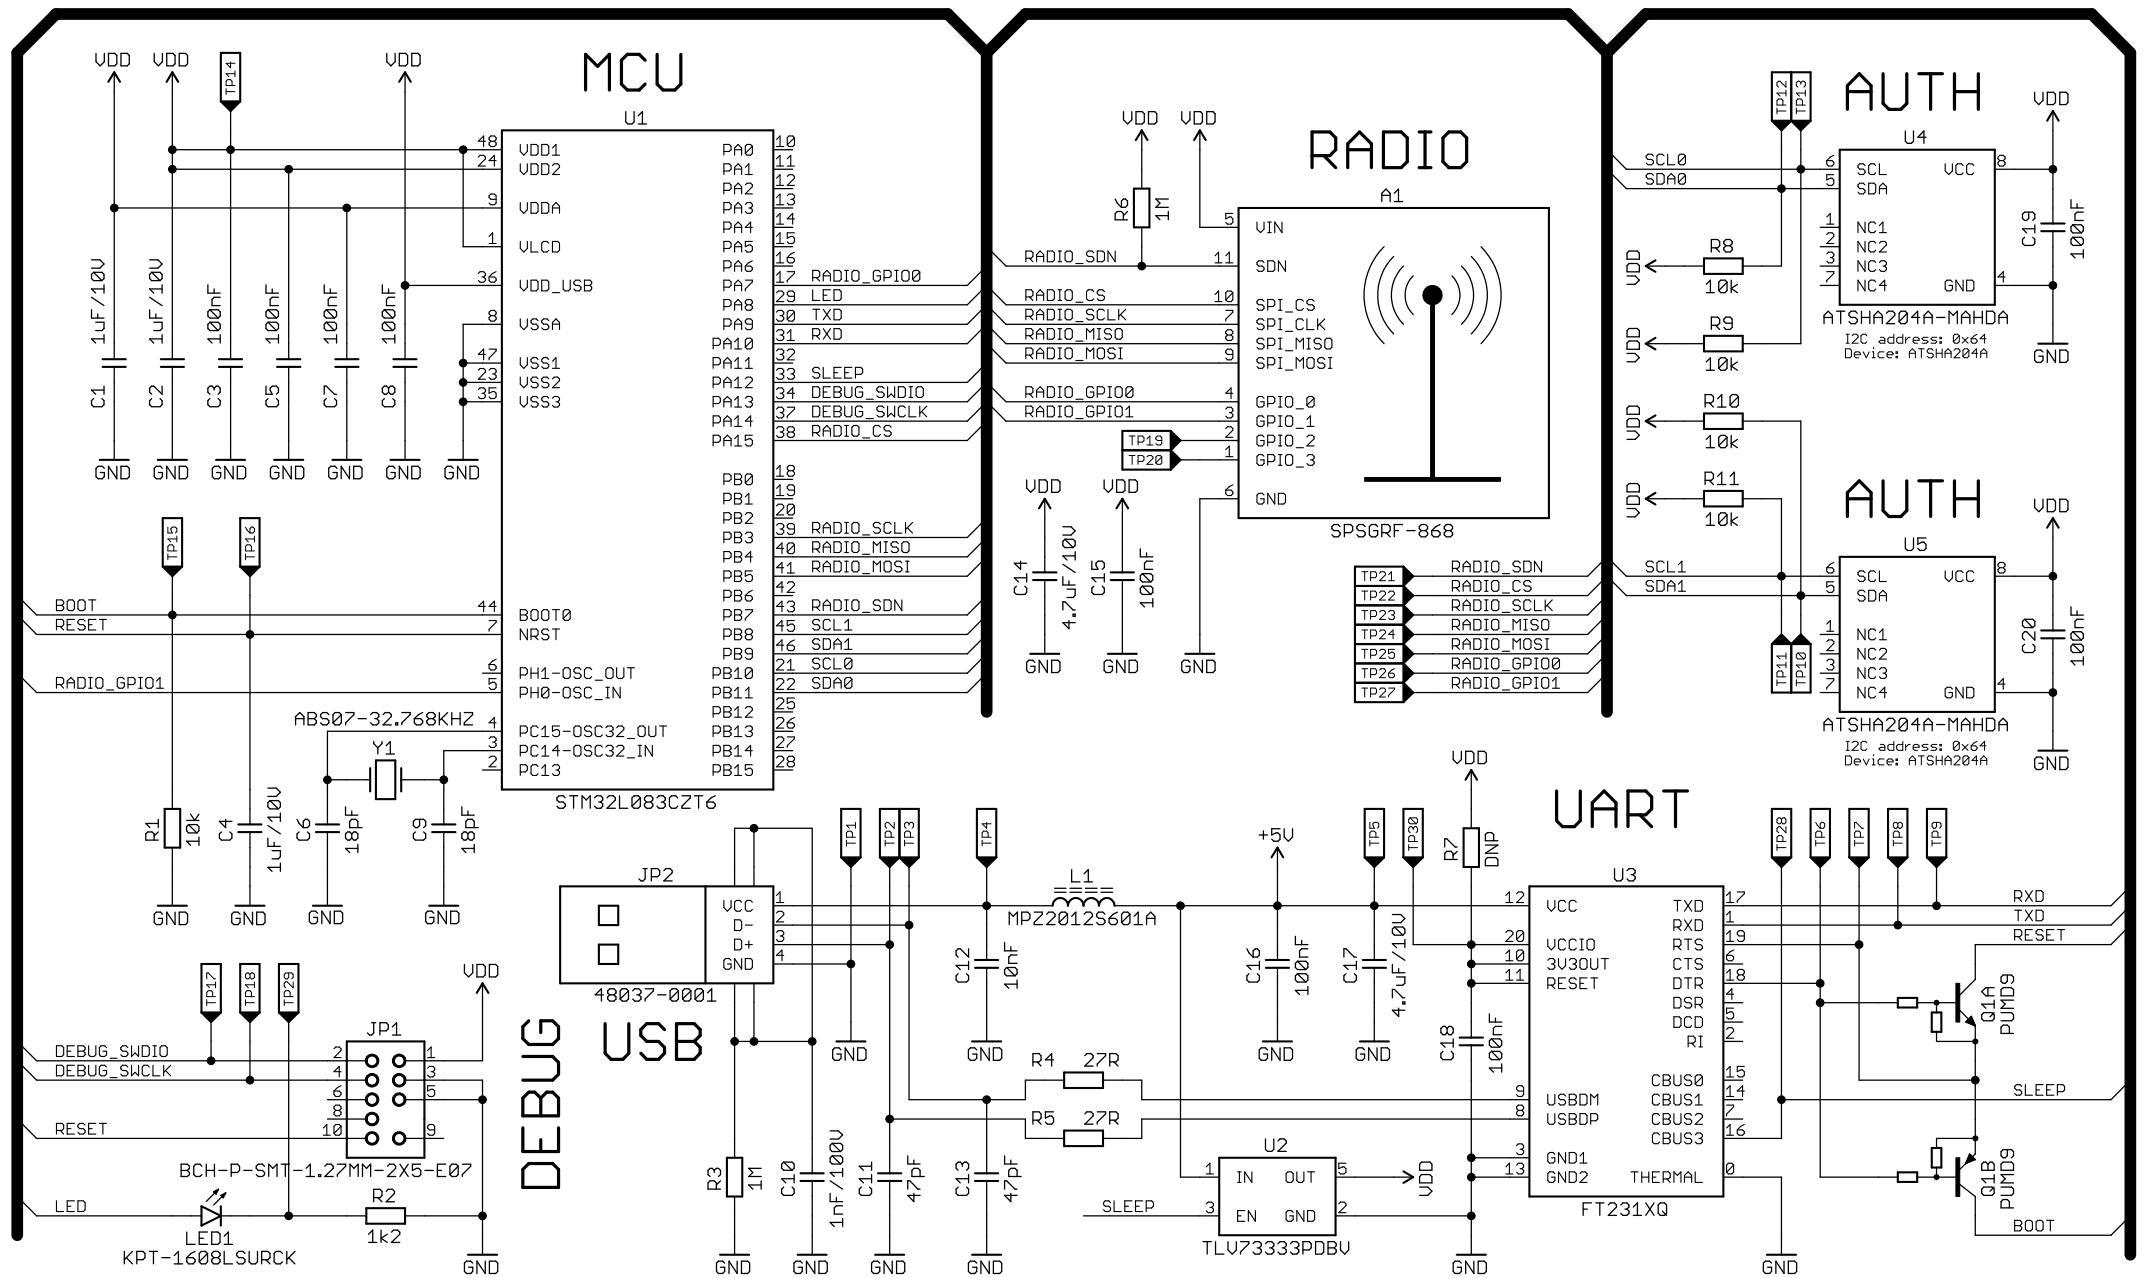 MCU
VDD
VDD
TP14
VDD
U1
48 VDD1
24 VDD2
9 VDDA
1 VLCD
36 VDD_USB
8 VSSA
47 VSS1
23 VSS2
35 VSS3
44 BOOT0
7 NRST
6 PH1-OSC_OUT
5 PH0-OSC_IN
4 PC15-OSC32_OUT
3 PC14-OSC32_IN
2 PC13
PA0 10
PA1 11
PA2 12
PA3 13
PA4 14
PA5 15
PA6 16
PA7 17 RADIO_GPIO0
PA8 29 LED
PA9 30 TXD
PA10 31 RXD
PA11 32
PA12 33 SLEEP
PA13 34 DEBUG_SWDIO
PA14 37 DEBUG_SWCLK
PA15 38 RADIO_CS
PB0 18
PB1 19
PB2 20
PB3 39 RADIO_SCLK
PB4 40 RADIO_MISO
PB5 41 RADIO_MOSI
PB6 42
PB7 43 RADIO_SDN
PB8 45 SCL1
PB9 46 SDA1
PB10 21 SCL0
PB11 22 SDA0
PB12 25
PB13 26
PB14 27
PB15 28
STM32L083CZT6
C1 1uF/10V
C2 1uF/10V
C3 100nF
C5 100nF
C7 100nF
C8 100nF
GND
GND
GND
GND
GND
GND
GND
TP15
TP16
BOOT
RESET
RADIO_GPIO1
ABS07-32.768KHZ
Y1
R1 10k
C4 1uF/10V
C6 18pF
C9 18pF
GND
GND
GND
GND
RADIO
VDD
VDD
R6 1M
A1
RADIO_SDN
RADIO_CS
RADIO_SCLK
RADIO_MISO
RADIO_MOSI
RADIO_GPIO0
RADIO_GPIO1
TP19
TP20
5 VIN
11 SDN
10 SPI_CS
7 SPI_CLK
8 SPI_MISO
9 SPI_MOSI
4 GPIO_0
3 GPIO_1
2 GPIO_2
1 GPIO_3
6 GND
SPSGRF-868
VDD
VDD
C14 4.7uF/10V
C15 100nF
GND
GND
GND
TP21 RADIO_SDN
TP22 RADIO_CS
TP23 RADIO_SCLK
TP24 RADIO_MISO
TP25 RADIO_MOSI
TP26 RADIO_GPIO0
TP27 RADIO_GPIO1
AUTH
TP12
TP13
VDD
U4
SCL0
SDA0
6 SCL
5 SDA
1 NC1
2 NC2
3 NC3
7 NC4
VCC 8
GND 4
C19 100nF
GND
ATSHA204A-MAHDA
I2C address: 0x64
Device: ATSHA204A
VDD R8 10k
VDD R9 10k
VDD R10 10k
VDD R11 10k
AUTH
VDD
U5
SCL1
SDA1
6 SCL
5 SDA
1 NC1
2 NC2
3 NC3
7 NC4
VCC 8
GND 4
C20 100nF
GND
TP11
TP10
ATSHA204A-MAHDA
I2C address: 0x64
Device: ATSHA204A
DEBUG
TP17
TP18
TP29
VDD
JP1
DEBUG_SWDIO
DEBUG_SWCLK
RESET
2 1
4 3
6 5
8
10 9
BCH-P-SMT-1.27MM-2X5-E07
LED
LED1
KPT-1608LSURCK
R2
1k2
GND
USB
JP2
VCC 1
D- 2
D+ 3
GND 4
48037-0001
TP1
TP2
TP3
TP4
L1
MPZ2012S601A
C12 10nF
GND
GND
R3 1M
C10 1nF/100V
C11 47pF
C13 47pF
GND
GND
GND
GND
R4 27R
R5 27R
+5V
TP5
TP30
C16 100nF
C17 4.7uF/10V
GND
GND
U2
1 IN
3 EN
OUT 5
GND 2
VDD
SLEEP
TLV73333PDBV
UART
VDD
R7 DNP
C18 100nF
GND
U3
12 VCC
20 VCCIO
10 3V3OUT
11 RESET
9 USBDM
8 USBDP
3 GND1
13 GND2
TXD 17
RXD 1
RTS 19
CTS 6
DTR 18
DSR 4
DCD 5
RI 2
CBUS0 15
CBUS1 14
CBUS2 7
CBUS3 16
THERMAL 0
FT231XQ
GND
TP28
TP6
TP7
TP8
TP9
RXD
TXD
RESET
Q1A PUMD9
SLEEP
Q1B PUMD9
BOOT